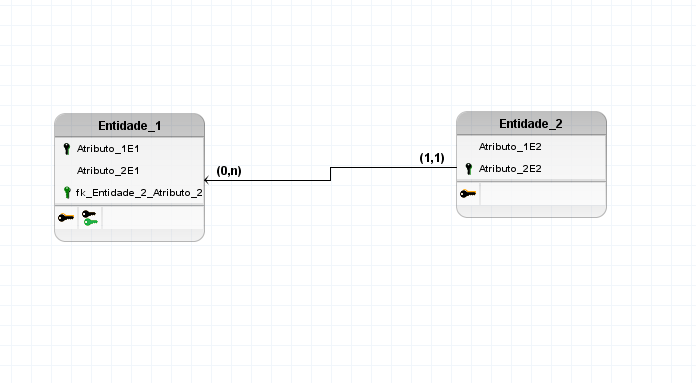 Entidade_1
Atributo_1E1
Atributo_2E1
fk_Entidade_2_Atributo_2
(0,n)
(1,1)
Entidade_2
Atributo_1E2
Atributo_2E2